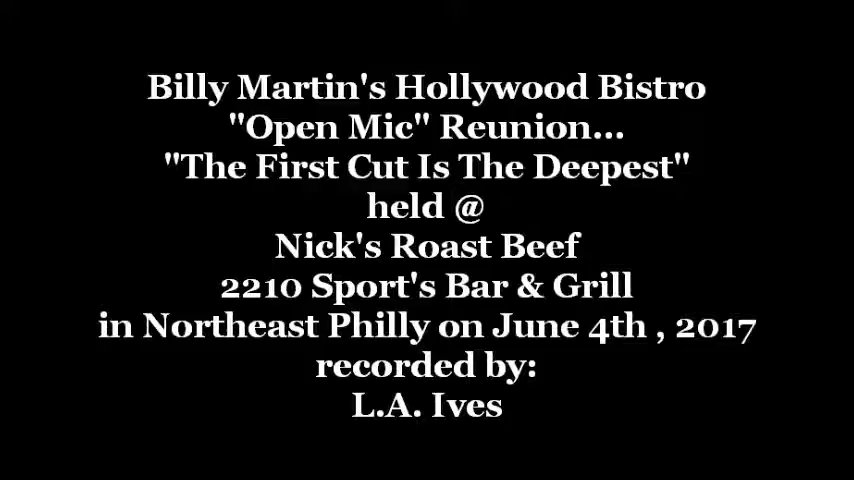 Billy Martin's Hollywood Bistro
"Open Mic" Reunion...
"The First Cut Is The Deepest"
held @
Nick's Roast Beef
2210 Sport's Bar & Grill
in Northeast Philly on June 4th , 2017
recorded by:
L.A. Ives